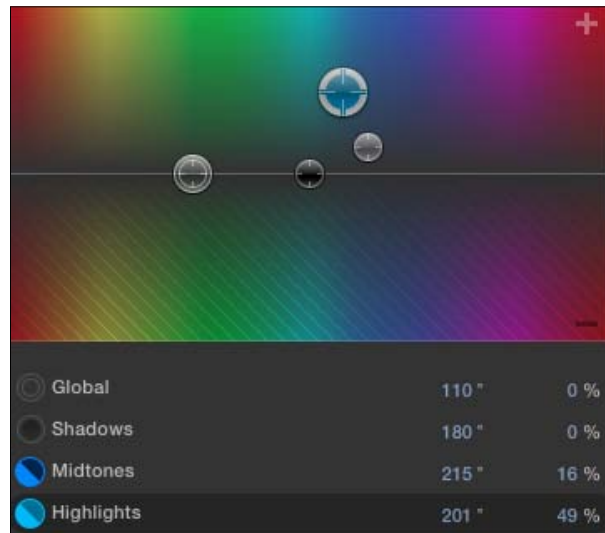 Global 110 ° 0 %
Shadows 180 ° 0 %
Midtones 215 ° 16 %
Highlights 201 ° 49 %